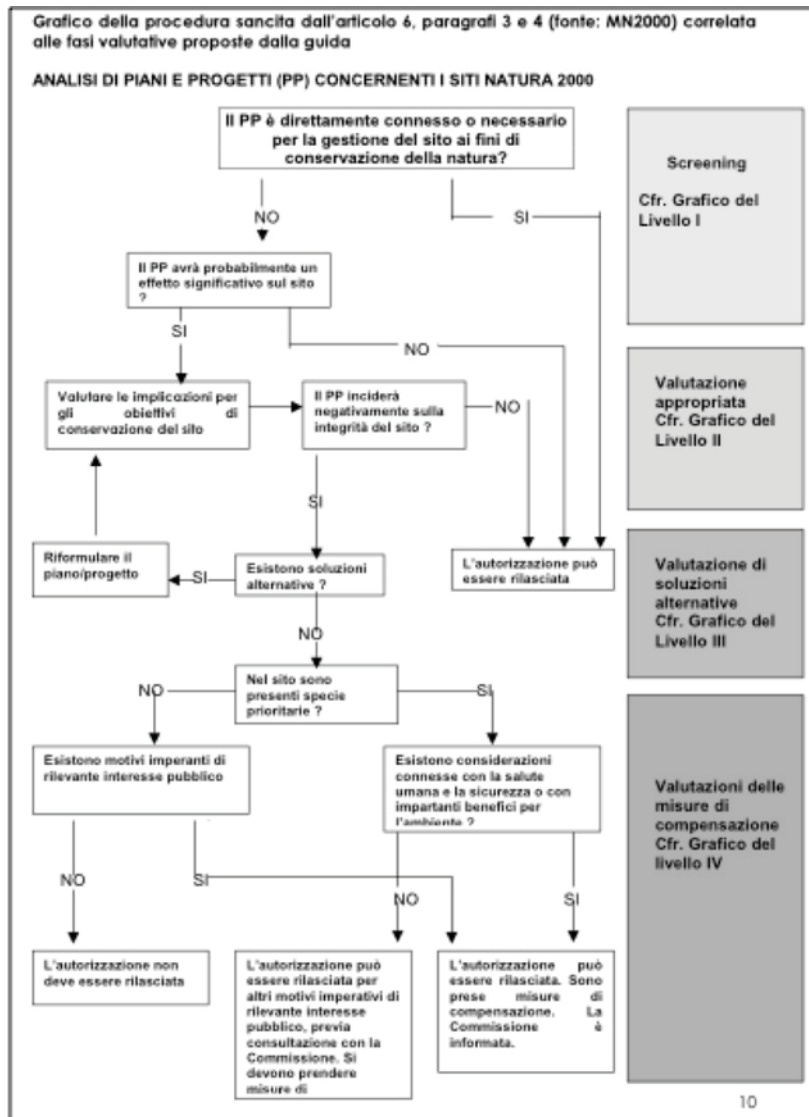 Grafico della procedura sancita dall'articolo 6, paragrafi 3 e 4 (fonte: MN2000) correlata
alle fasi valutative proposte dalla guida
ANALISI DI PIANI E PROGETTI (PP) CONCERNENTI I SITI NATURA 2000
Il PP è direttamente connesso o necessario
per la gestione del sito ai fini di
conservazione della natura?
Screening
Cfr. Grafico del
Livello I
NO
SI
Il PP avrà probabilmente un
effetto significativo sul sito
?
SI
NO
Valutare le implicazioni per
gli obiettivi di
conservazione del sito
Il PP inciderà
negativamente sulla
integrità del sito ?
NO
Valutazione
appropriata
Cfr. Grafico del
Livello II
SI
Riformulare il
piano/progetto
SI
Esistono soluzioni
alternative ?
L'autorizzazione può
essere rilasciata
Valutazione di
soluzioni
alternative
Cfr. Grafico del
Livello III
NO
Nel sito sono
presenti specie
prioritarie ?
NO
SI
Esistono motivi imperanti di
rilevante interesse pubblico
Esistono considerazioni
connesse con la salute
umana e la sicurezza o con
impartanti benefici per
l'ambiente ?
Valutazioni delle
misure di
compensazione
Cfr. Grafico del
livello IV
NO
SI
NO
SI
L'autorizzazione non
deve essere rilasciata
L'autorizzazione può
essere rilasciata per
altri motivi imperativi di
rilevante interesse
pubblico, previa
consultazione con la
Commissione. Si
devono prendere
misure di
L'autorizzazione può
essere rilasciata. Sono
prese misure di
compensazione. La
Commissione è
informata.
10